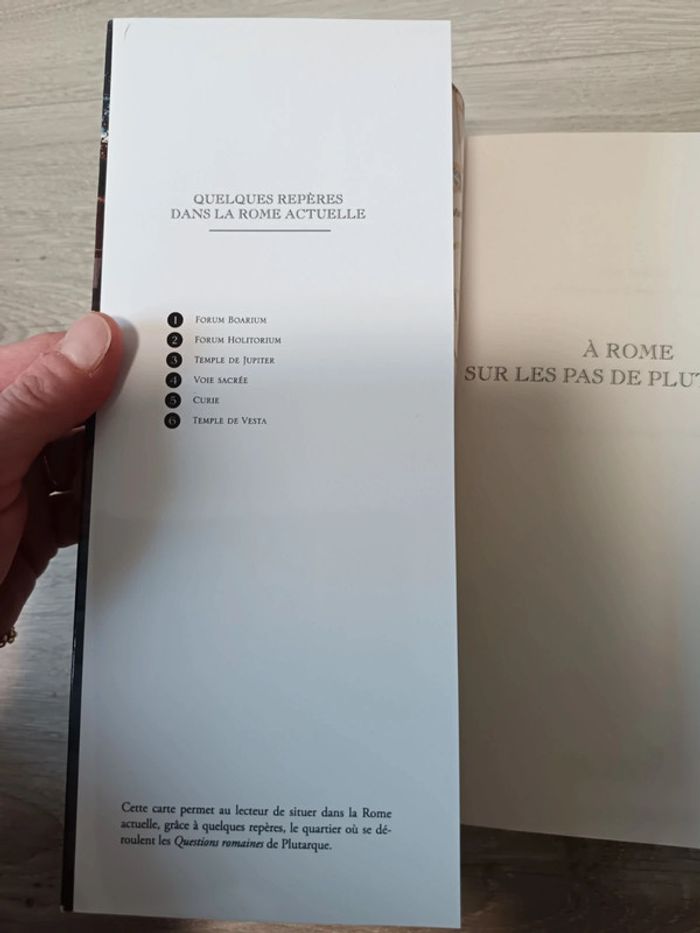 QUELQUES REPÈRES
DANS LA ROME ACTUELLE
1 FORUM BOARIUM
2 FORUM HOLITORIUM
3 TEMPLE DE JUPITER
4 VOIE SACRÉE
5 CURIE
6 TEMPLE DE VESTA
Cette carte permet au lecteur de situer dans la Rome
actuelle, grâce à quelques repères, le quartier où se dé-
roulent les Questions romaines de Plutarque.
À ROME
SUR LES PAS DE PLUT